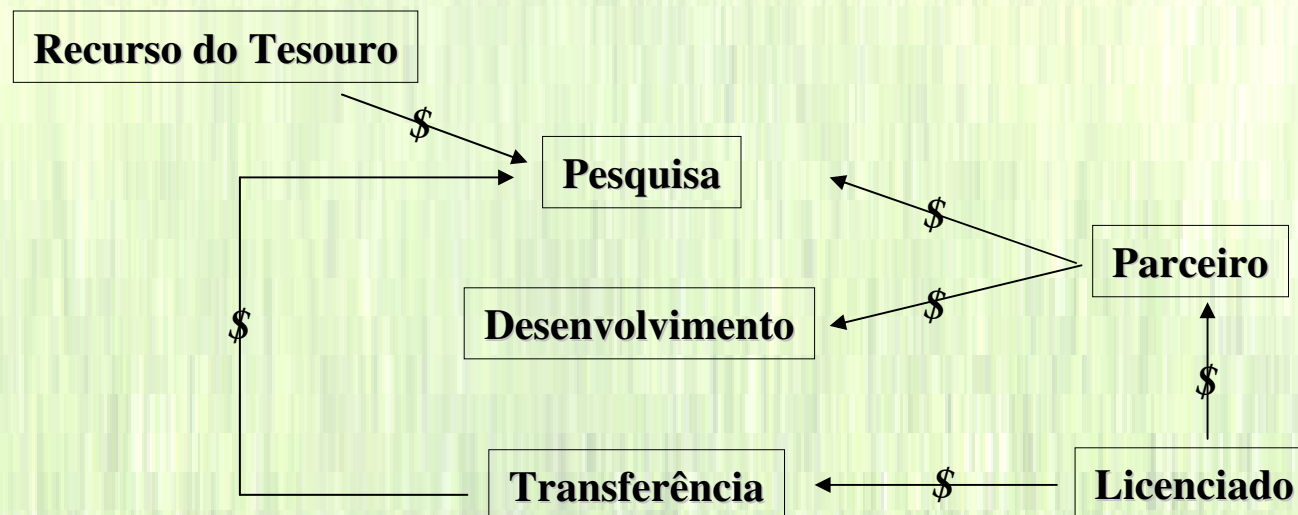 Recurso do Tesouro
$
Pesquisa
$
Parceiro
$
$
Desenvolvimento
$
Transferência
$
Licenciado